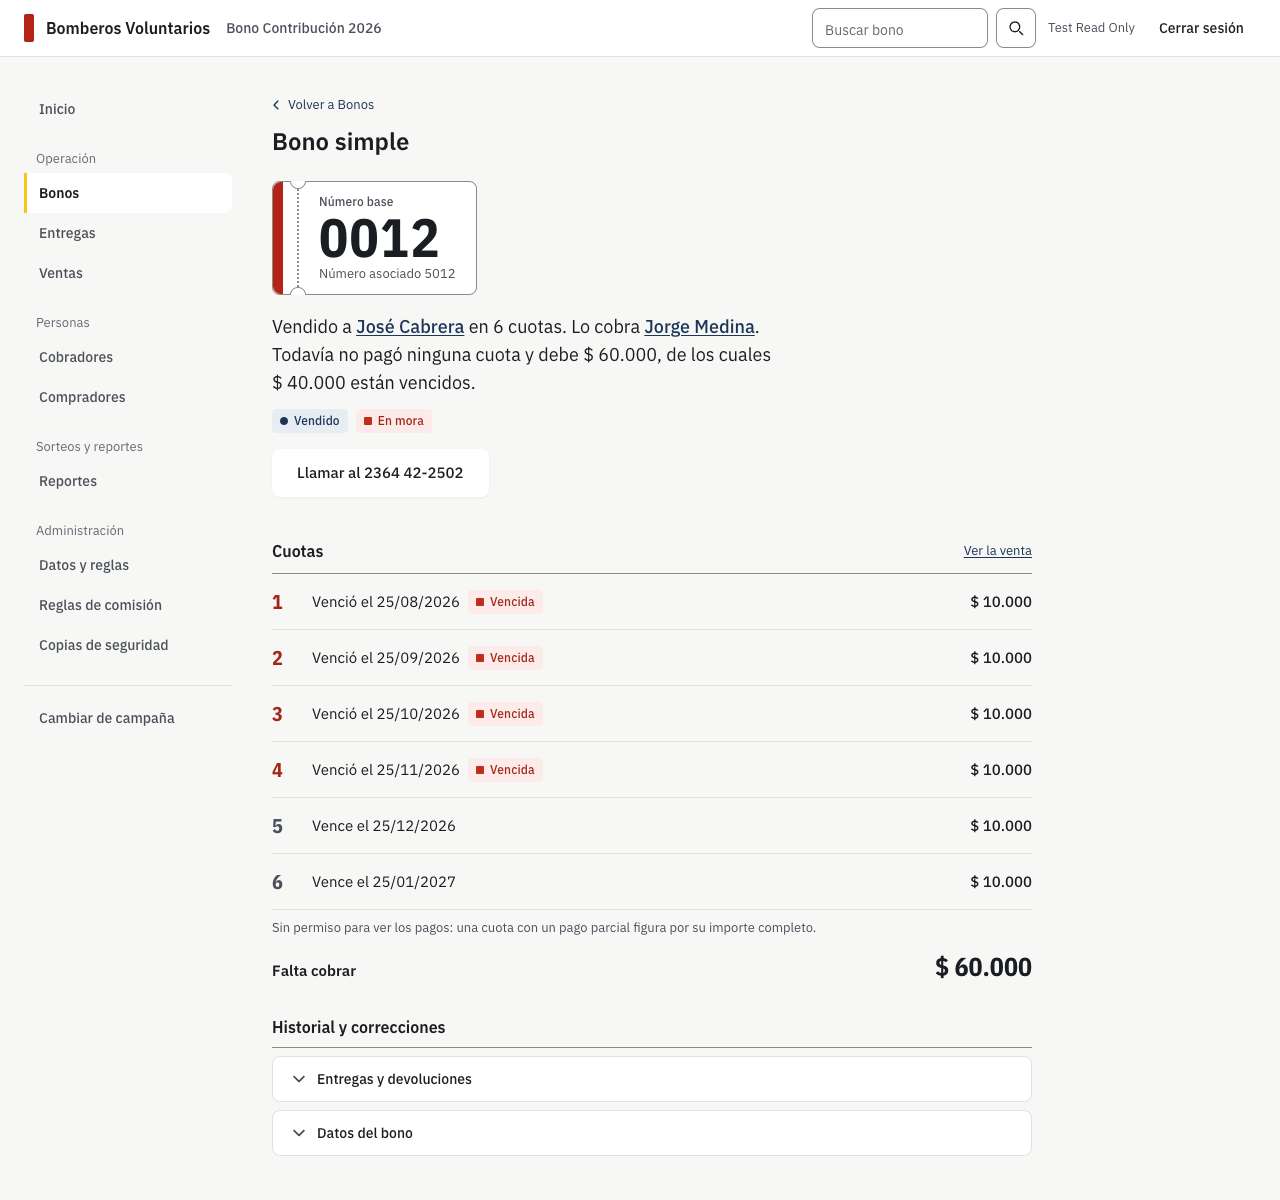 Bomberos Voluntarios
Bono Contribución 2026
Buscar bono
Test Read Only
Cerrar sesión
Inicio
Operación
Bonos
Entregas
Ventas
Personas
Cobradores
Compradores
Sorteos y reportes
Reportes
Administración
Datos y reglas
Reglas de comisión
Copias de seguridad
Cambiar de campaña
Volver a Bonos
Bono simple
Número base
0012
Número asociado 5012
Vendido a José Cabrera en 6 cuotas. Lo cobra Jorge Medina.
Todavía no pagó ninguna cuota y debe $ 60.000, de los cuales
$ 40.000 están vencidos.
Vendido
En mora
Llamar al 2364 42-2502
Cuotas
Ver la venta
1 Venció el 25/08/2026 Vencida $ 10.000
2 Venció el 25/09/2026 Vencida $ 10.000
3 Venció el 25/10/2026 Vencida $ 10.000
4 Venció el 25/11/2026 Vencida $ 10.000
5 Vence el 25/12/2026 $ 10.000
6 Vence el 25/01/2027 $ 10.000
Sin permiso para ver los pagos: una cuota con un pago parcial figura por su importe completo.
Falta cobrar $ 60.000
Historial y correcciones
Entregas y devoluciones
Datos del bono